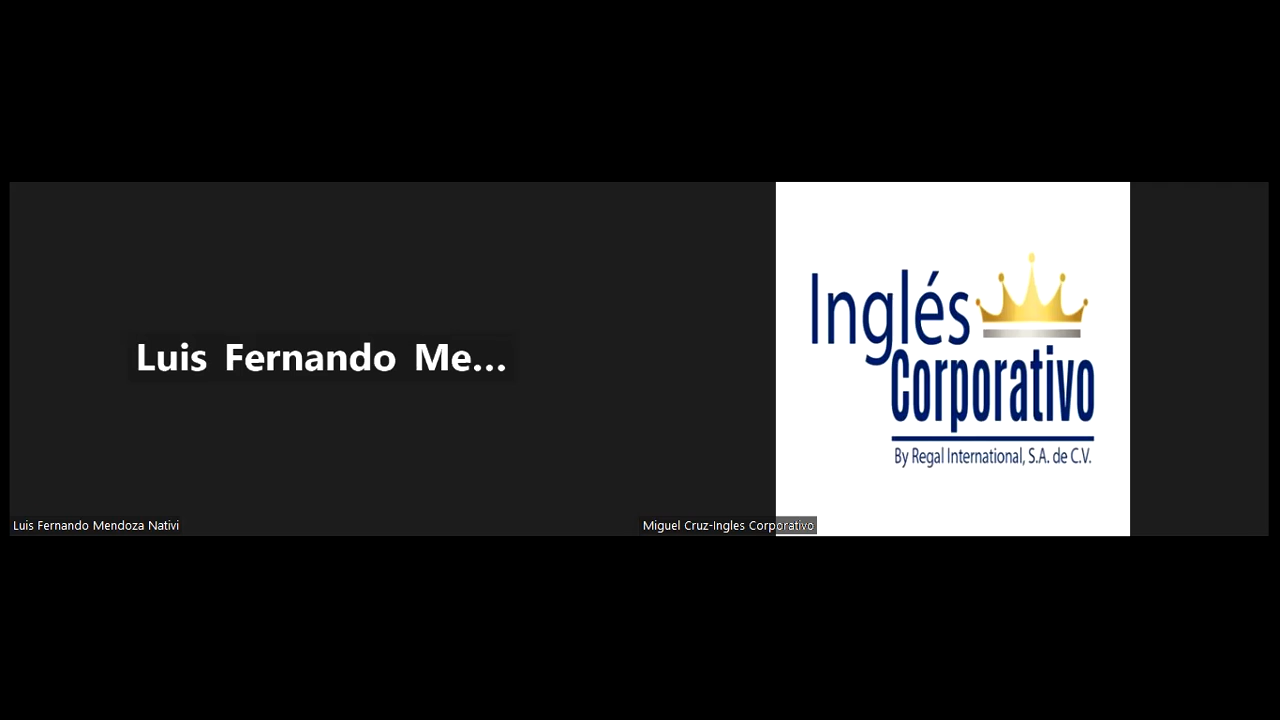 Luis Fernando Me...
Luis Fernando Mendoza Nativi
Inglés
Corporativo
By Regal International, S.A. de C.V.
Miguel Cruz-Ingles Corporativo